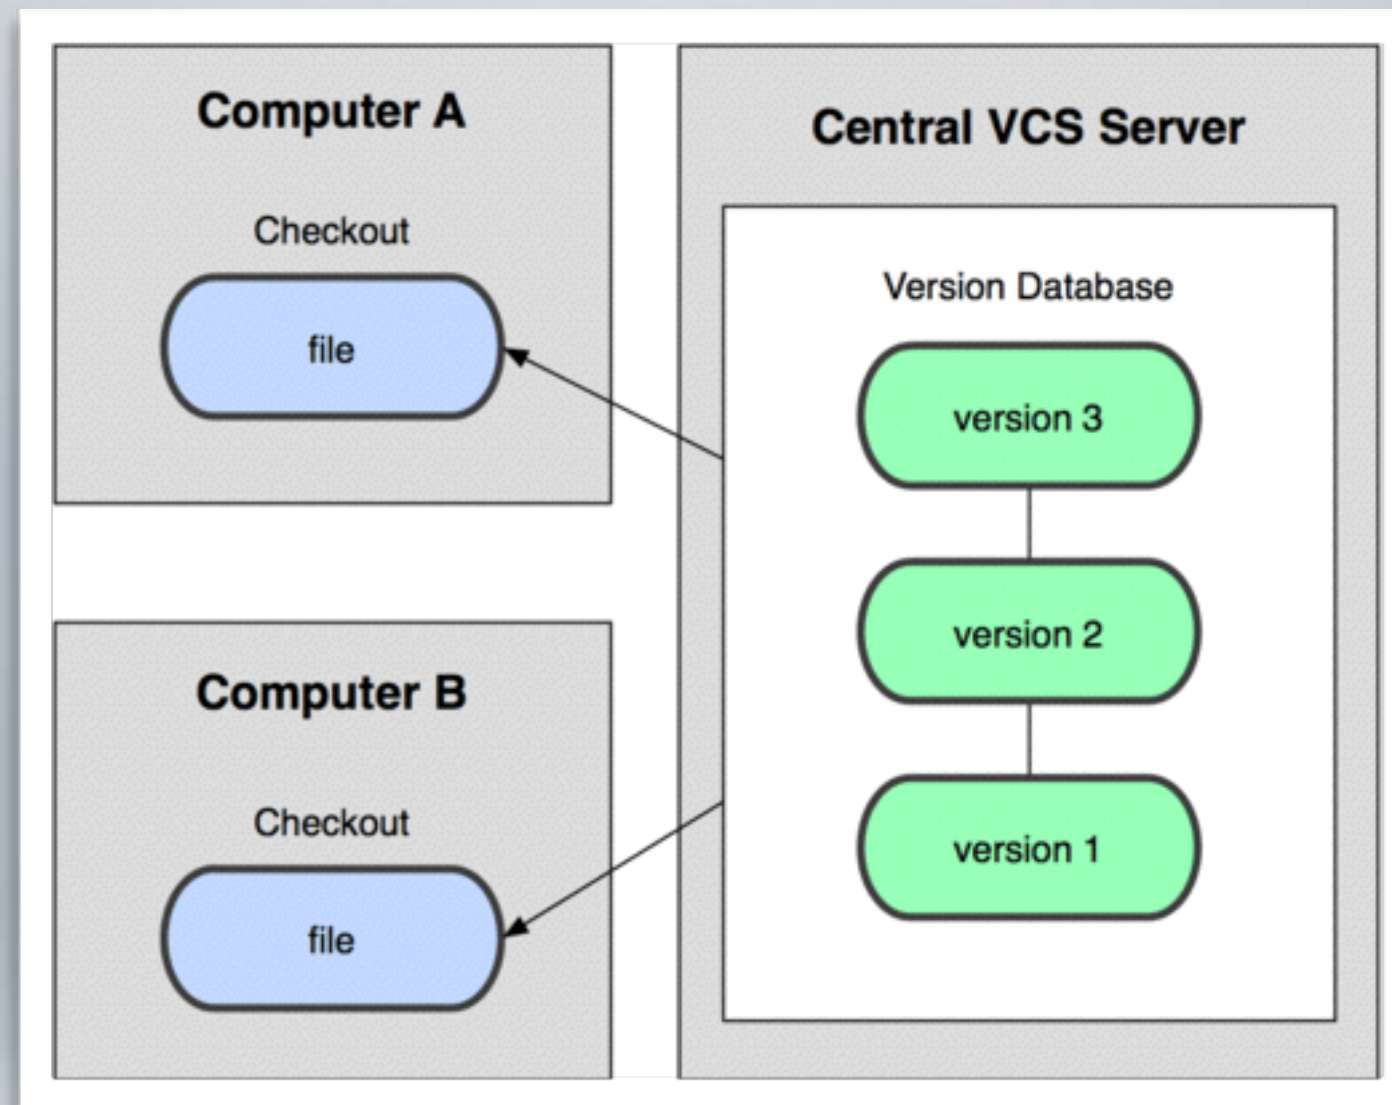 Computer A
Checkout
file
Computer B
Checkout
file
Central VCS Server
Version Database
version 3
version 2
version 1